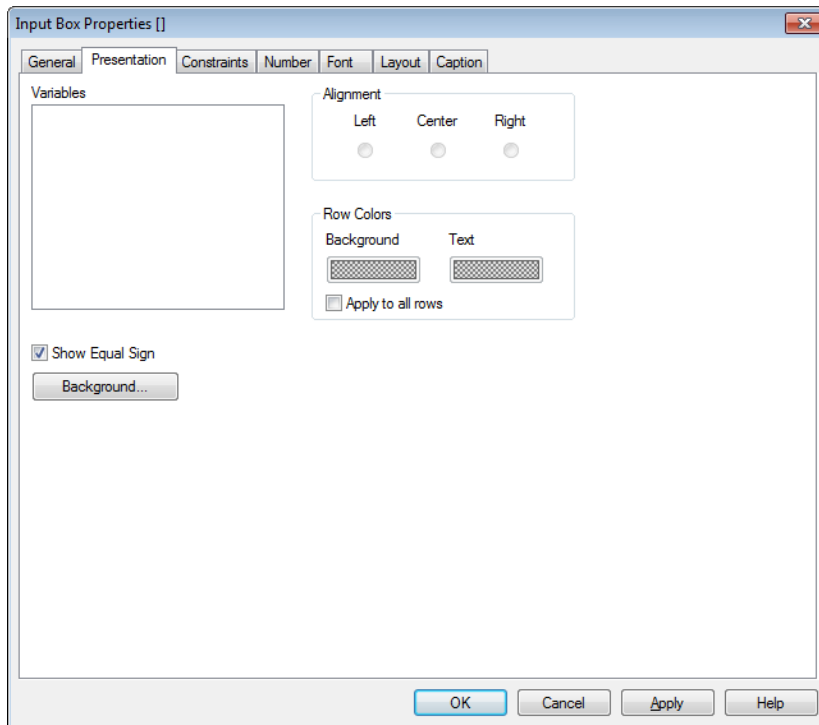 Input Box Properties []
General Presentation Constraints Number Font Layout Caption
Variables
Alignment
Left Center Right
Row Colors
Background Text
Apply to all rows
Show Equal Sign
Background...
OK Cancel Apply Help